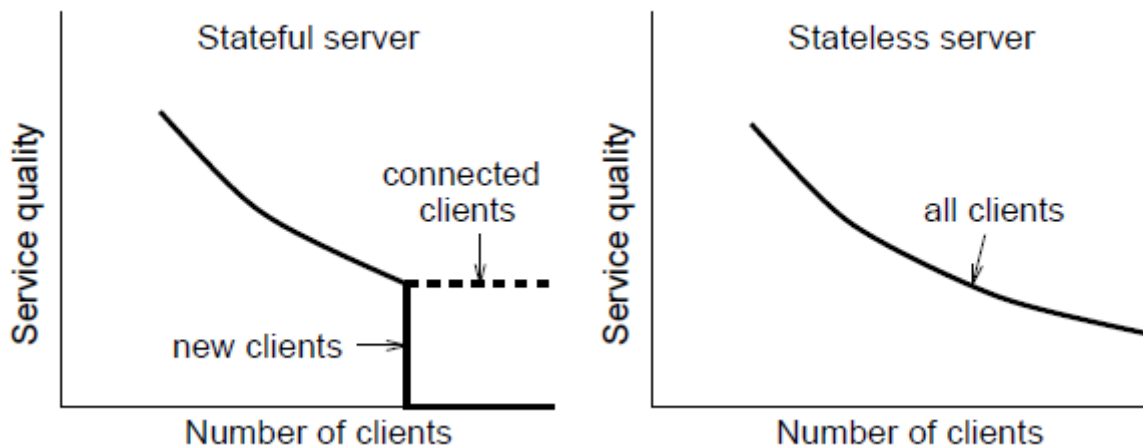 Stateful server
Service quality
connected
clients
new clients
Number of clients
Stateless server
Service quality
all clients
Number of clients